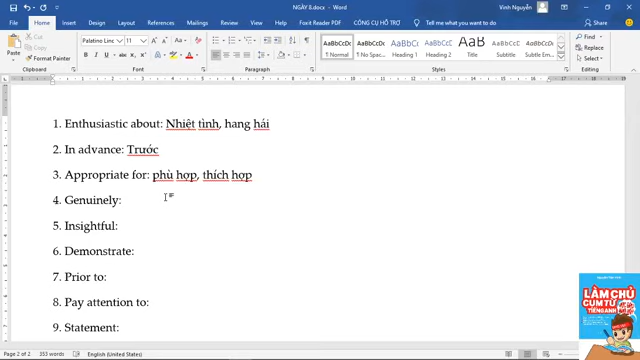 NGÀY 8.docx - Word
Vinh Nguyễn
File Home Insert Design Layout References Mailings Review View Help Foxit Reader PDF CÔNG CỤ HỖ TRỢ Tell me what you want to do Share
Paste
Cut
Copy
Format Painter
Clipboard
Palatino Lino 11
Font
Paragraph
AaBbCcDc AaBbCcDc AaBbCc AaBbCcC AaB AaBbCcD AaBbCcDc
¶ Normal ¶ No Spac... Heading 1 Heading 2 Title Subtitle Subtle Em...
Styles
Find
Replace
Select
Editing
1. Enthusiastic about: Nhiệt tình, hang hái
2. In advance: Trước
3. Appropriate for: phù hợp, thích hợp
4. Genuinely:
5. Insightful:
6. Demonstrate:
7. Prior to:
8. Pay attention to:
9. Statement:
LÀM CHỦ
CỤM TỪ
TIẾNG ANH
Page 2 of 2 353 words English (United States)